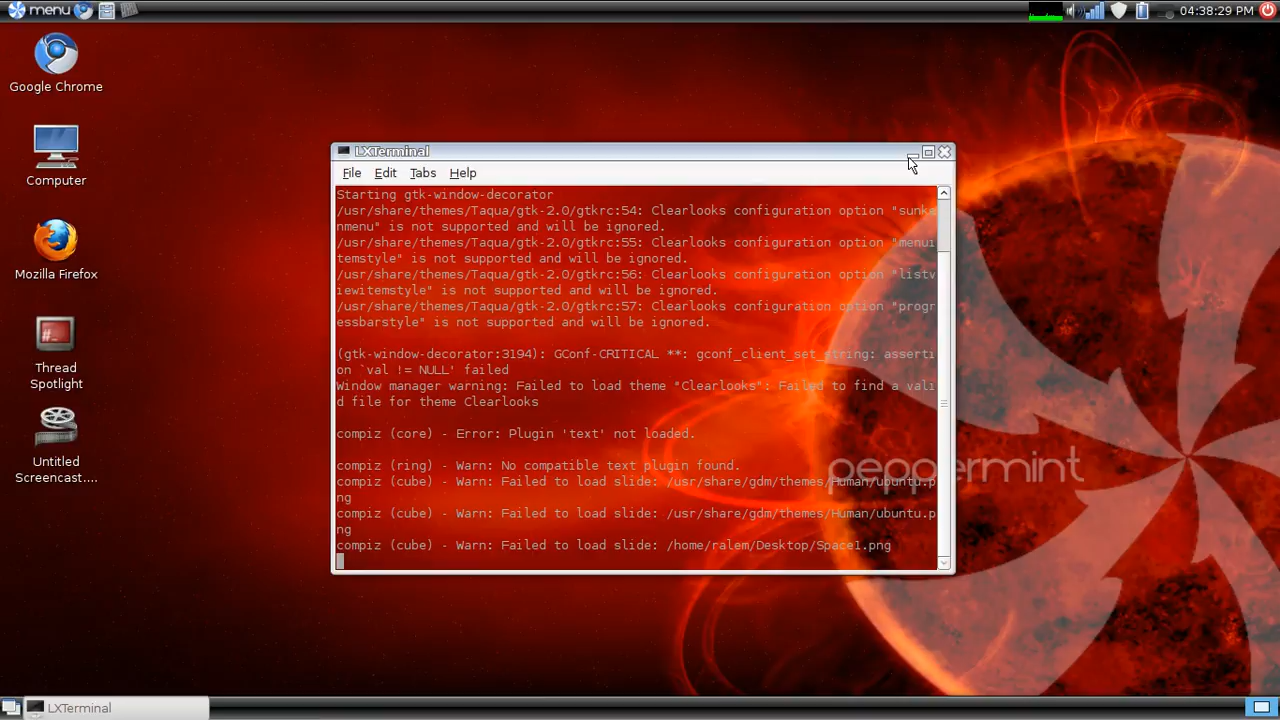 menu
04:38:29 PM
Google Chrome
Computer
Mozilla Firefox
Thread
Spotlight
Untitled
Screencast....
LXTerminal
File Edit Tabs Help
Starting gtk-window-decorator
/usr/share/themes/Taqua/gtk-2.0/gtkrc:54: Clearlooks configuration option "sunke
nmenu" is not supported and will be ignored.
/usr/share/themes/Taqua/gtk-2.0/gtkrc:55: Clearlooks configuration option "menui
temstyle" is not supported and will be ignored.
/usr/share/themes/Taqua/gtk-2.0/gtkrc:56: Clearlooks configuration option "listv
iewitemstyle" is not supported and will be ignored.
/usr/share/themes/Taqua/gtk-2.0/gtkrc:57: Clearlooks configuration option "progr
essbarstyle" is not supported and will be ignored.
(gtk-window-decorator:3194): GConf-CRITICAL **: gconf_client_set_string: asserti
on `val != NULL' failed
Window manager warning: Failed to load theme "Clearlooks": Failed to find a vali
d file for theme Clearlooks
compiz (core) - Error: Plugin 'text' not loaded.
compiz (ring) - Warn: No compatible text plugin found.
compiz (cube) - Warn: Failed to load slide: /usr/share/gdm/themes/Human/ubuntu.p
ng
compiz (cube) - Warn: Failed to load slide: /usr/share/gdm/themes/Human/ubuntu.p
ng
compiz (cube) - Warn: Failed to load slide: /home/ralem/Desktop/Space1.png
peppermint
LXTerminal